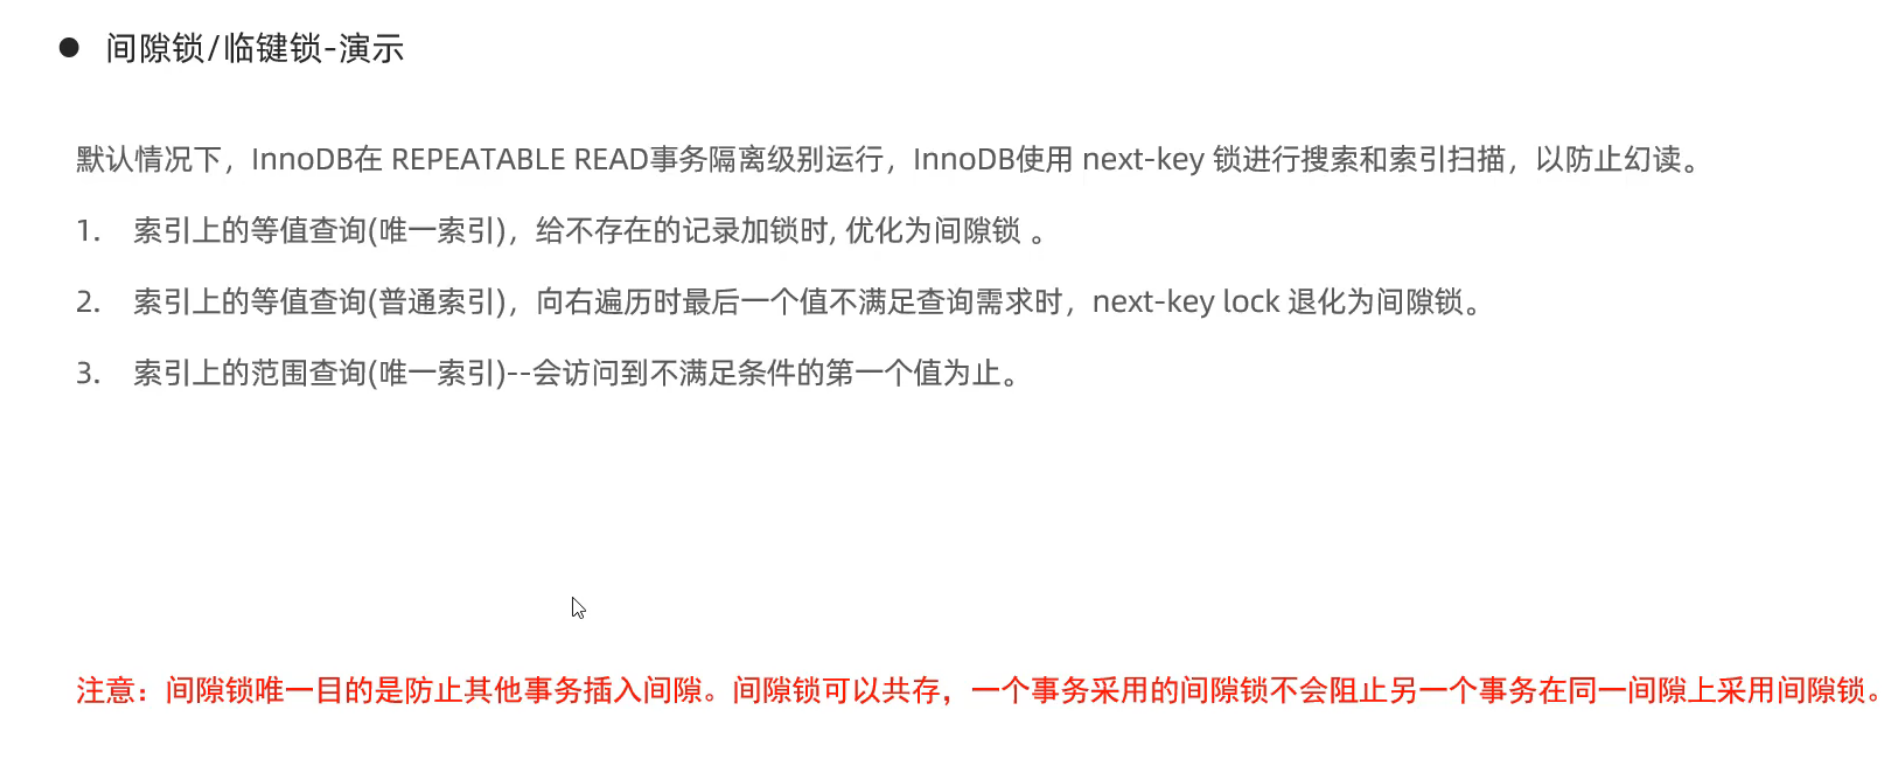 ● 间隙锁/临键锁-演示
默认情况下，InnoDB在 REPEATABLE READ事务隔离级别运行，InnoDB使用 next-key 锁进行搜索和索引扫描，以防止幻读。
1. 索引上的等值查询(唯一索引)，给不存在的记录加锁时, 优化为间隙锁 。
2. 索引上的等值查询(普通索引)，向右遍历时最后一个值不满足查询需求时，next-key lock 退化为间隙锁。
3. 索引上的范围查询(唯一索引)--会访问到不满足条件的第一个值为止。
注意：间隙锁唯一目的是防止其他事务插入间隙。间隙锁可以共存，一个事务采用的间隙锁不会阻止另一个事务在同一间隙上采用间隙锁。